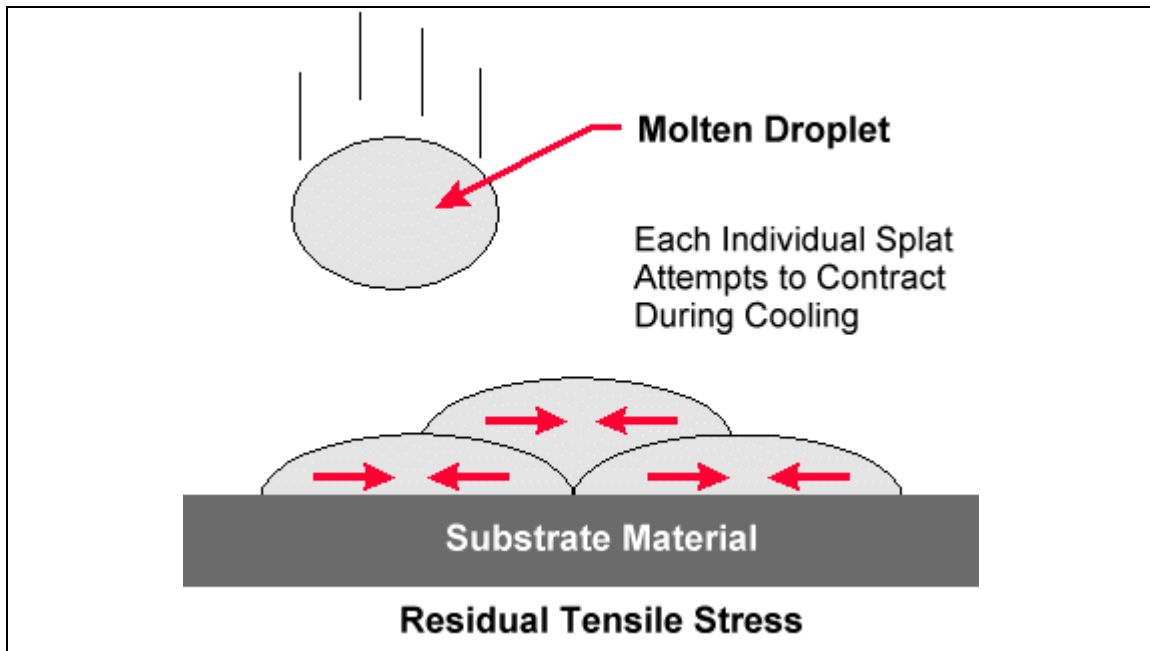 Molten Droplet
Each Individual Splat
Attempts to Contract
During Cooling
Substrate Material
Residual Tensile Stress